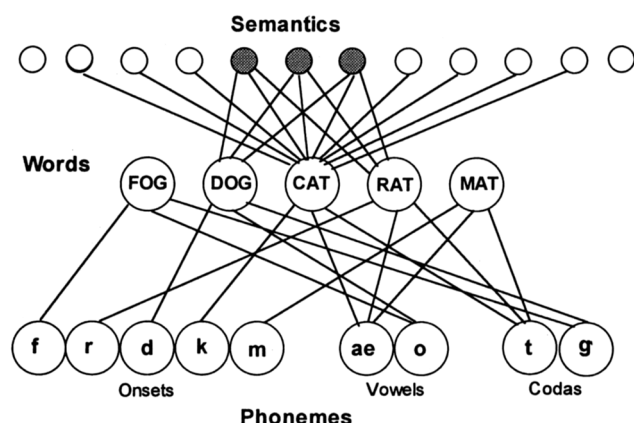 Semantics
Words
FOG DOG CAT RAT MAT
f r d k m ae o t g
Onsets Vowels Codas
Phonemes